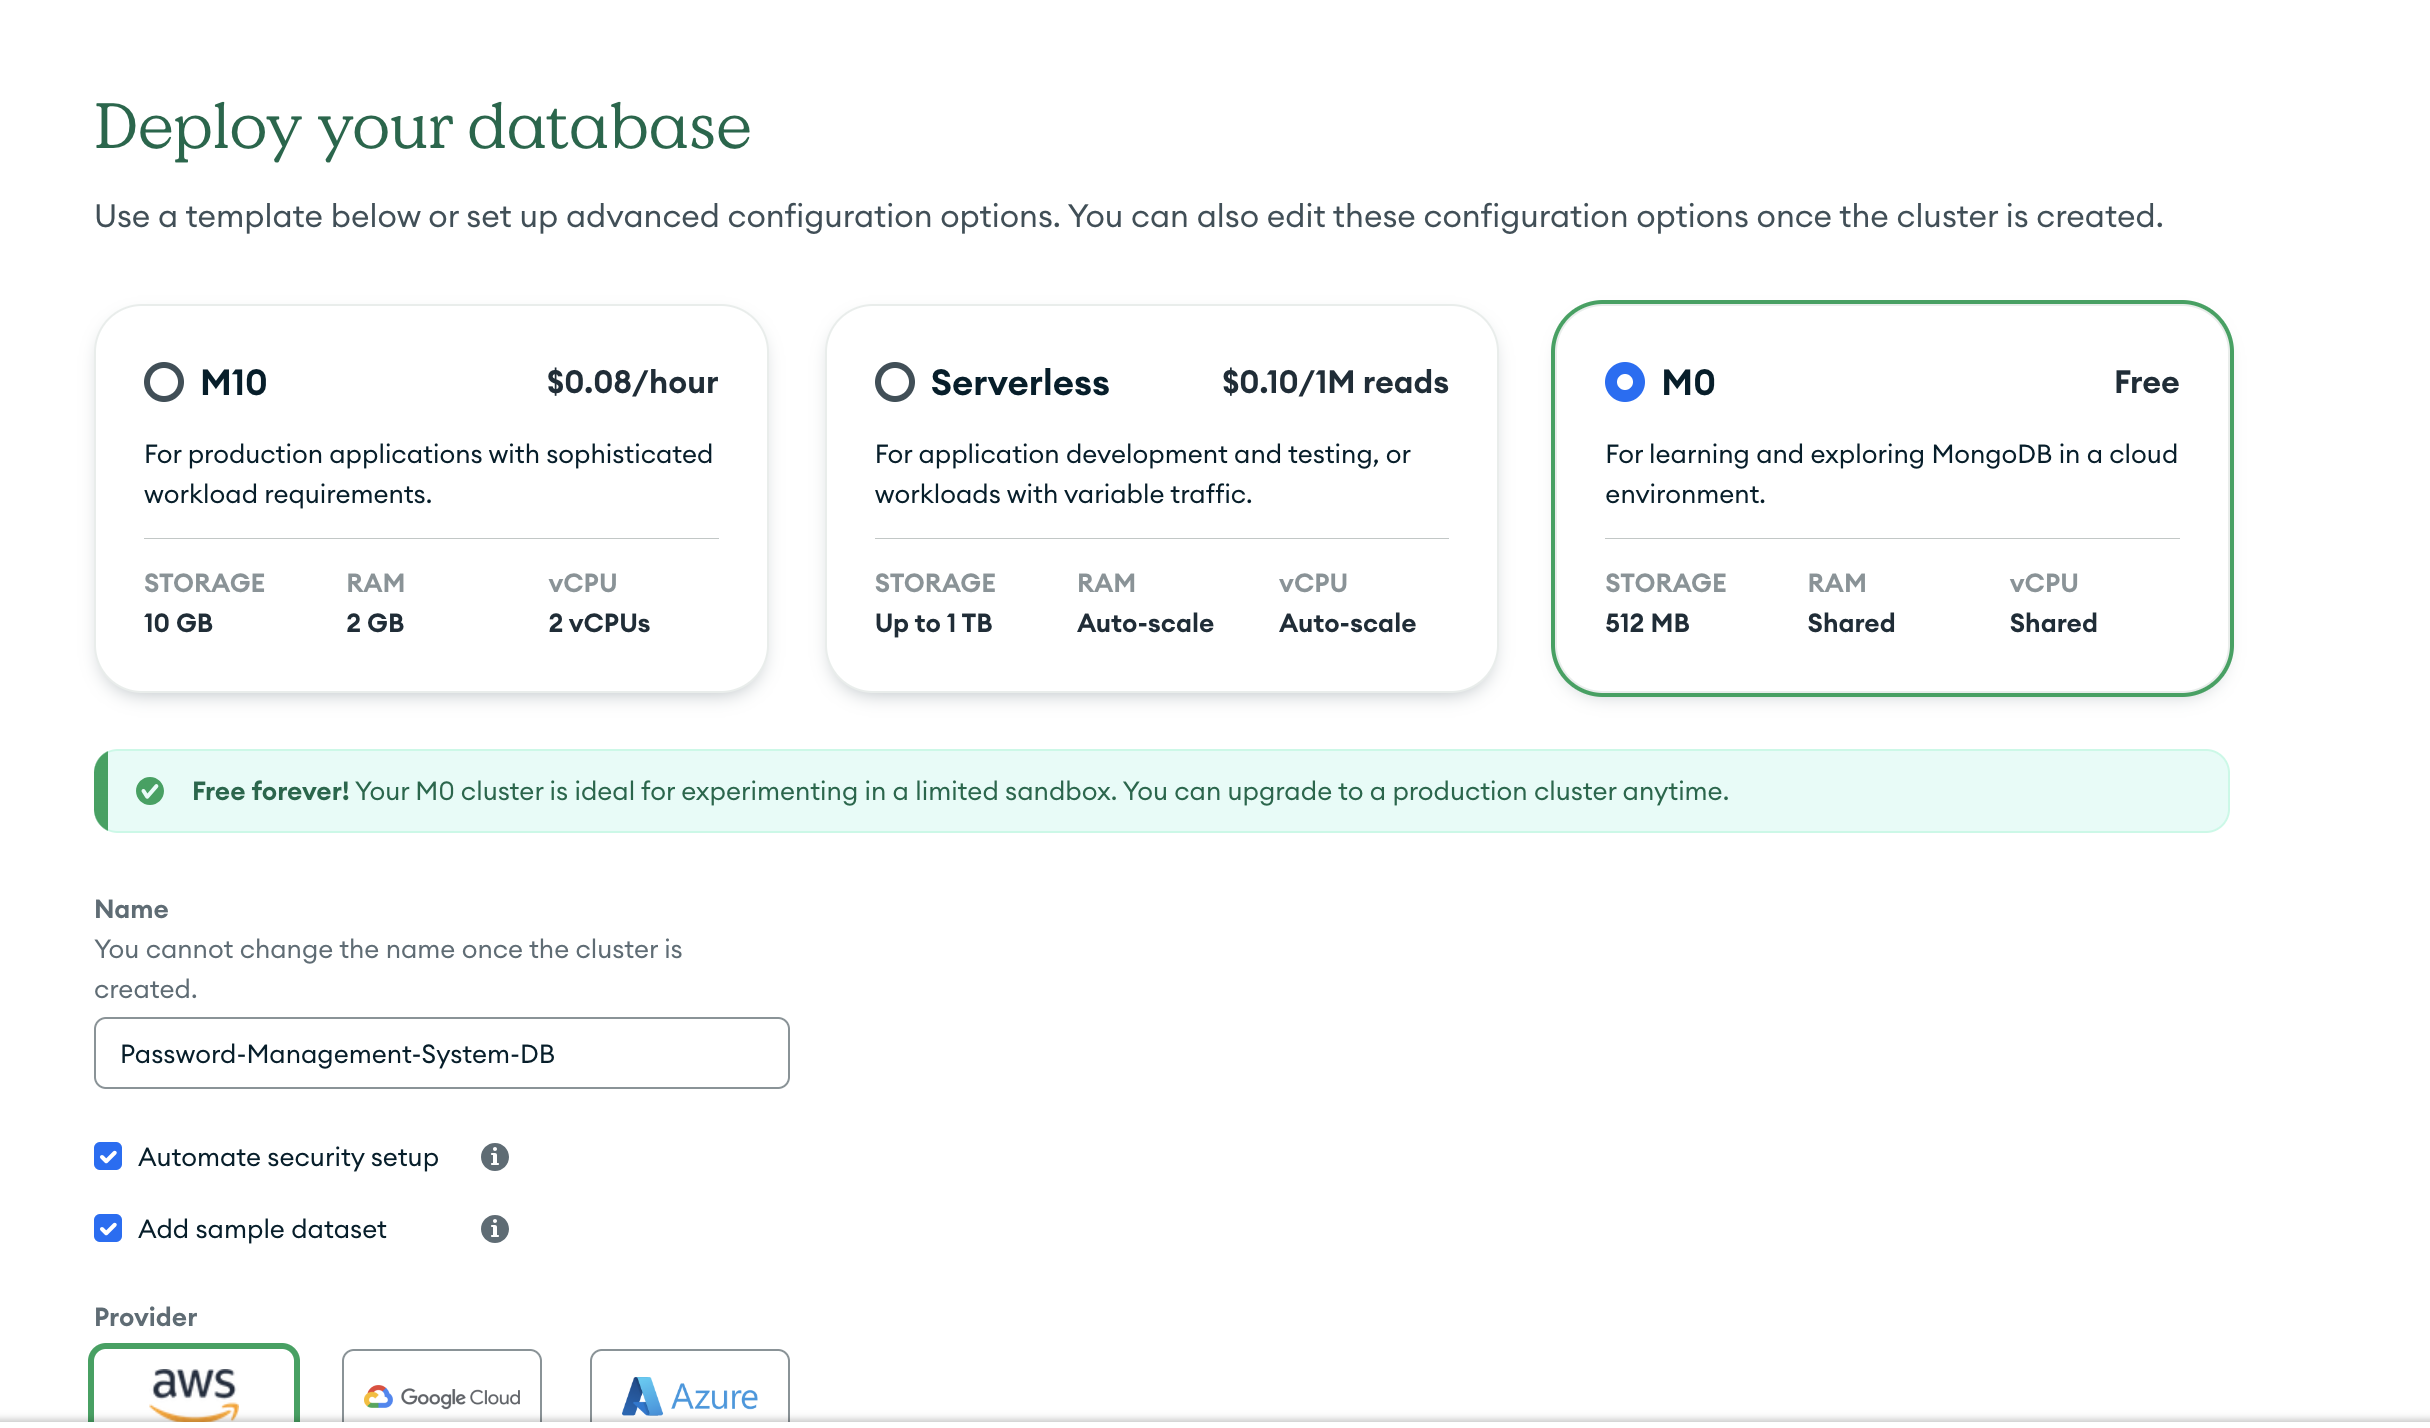 Deploy your database
Use a template below or set up advanced configuration options. You can also edit these configuration options once the cluster is created.
M10 $0.08/hour
For production applications with sophisticated
workload requirements.
STORAGE RAM vCPU
10 GB 2 GB 2 vCPUs
Serverless $0.10/1M reads
For application development and testing, or
workloads with variable traffic.
STORAGE RAM vCPU
Up to 1 TB Auto-scale Auto-scale
M0 Free
For learning and exploring MongoDB in a cloud
environment.
STORAGE RAM vCPU
512 MB Shared Shared
Free forever! Your M0 cluster is ideal for experimenting in a limited sandbox. You can upgrade to a production cluster anytime.
Name
You cannot change the name once the cluster is
created.
Password-Management-System-DB
Automate security setup
Add sample dataset
Provider
aws Google Cloud Azure